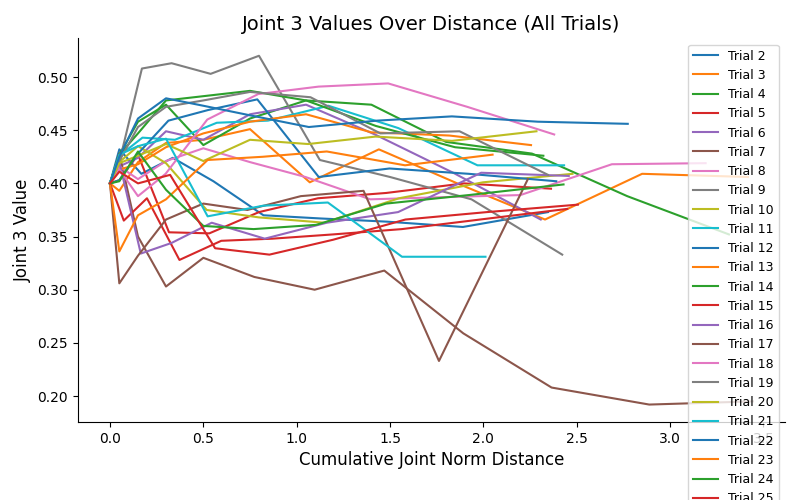 Joint 3 Values Over Distance (All Trials)
Joint 3 Value
0.50
0.45
0.40
0.35
0.30
0.25
0.20
0.0
0.5
1.0
1.5
2.0
2.5
3.0
3.5
Cumulative Joint Norm Distance
Trial 2
Trial 3
Trial 4
Trial 5
Trial 6
Trial 7
Trial 8
Trial 9
Trial 10
Trial 11
Trial 12
Trial 13
Trial 14
Trial 15
Trial 16
Trial 17
Trial 18
Trial 19
Trial 20
Trial 21
Trial 22
Trial 23
Trial 24
Trial 25